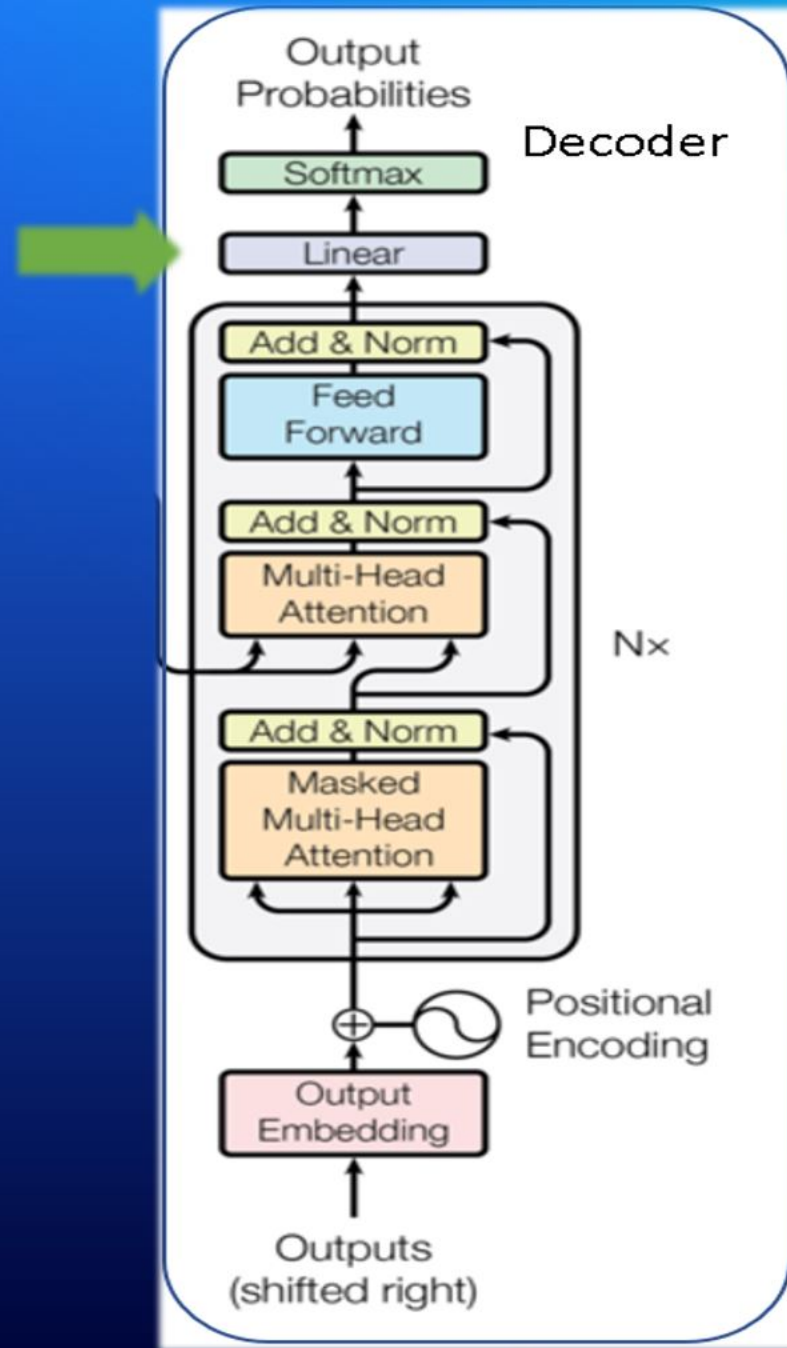 Output
Probabilities
Decoder
Softmax
Linear
Add & Norm
Feed
Forward
Add & Norm
Multi-Head
Attention
N×
Add & Norm
Masked
Multi-Head
Attention
Positional
Encoding
Output
Embedding
Outputs
(shifted right)